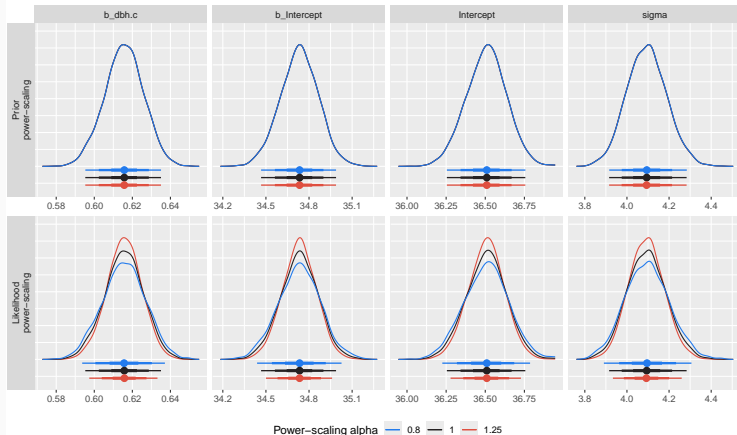 b_dbh.c b_Intercept Intercept sigma
Prior
power−scaling
0.58 0.60 0.62 0.64 34.2 34.5 34.8 35.1 36.00 36.25 36.50 36.75 3.8 4.0 4.2 4.4
Likelihood
power−scaling
0.58 0.60 0.62 0.64 34.2 34.5 34.8 35.1 36.00 36.25 36.50 36.75 3.8 4.0 4.2 4.4
Power−scaling alpha 0.8 1 1.25